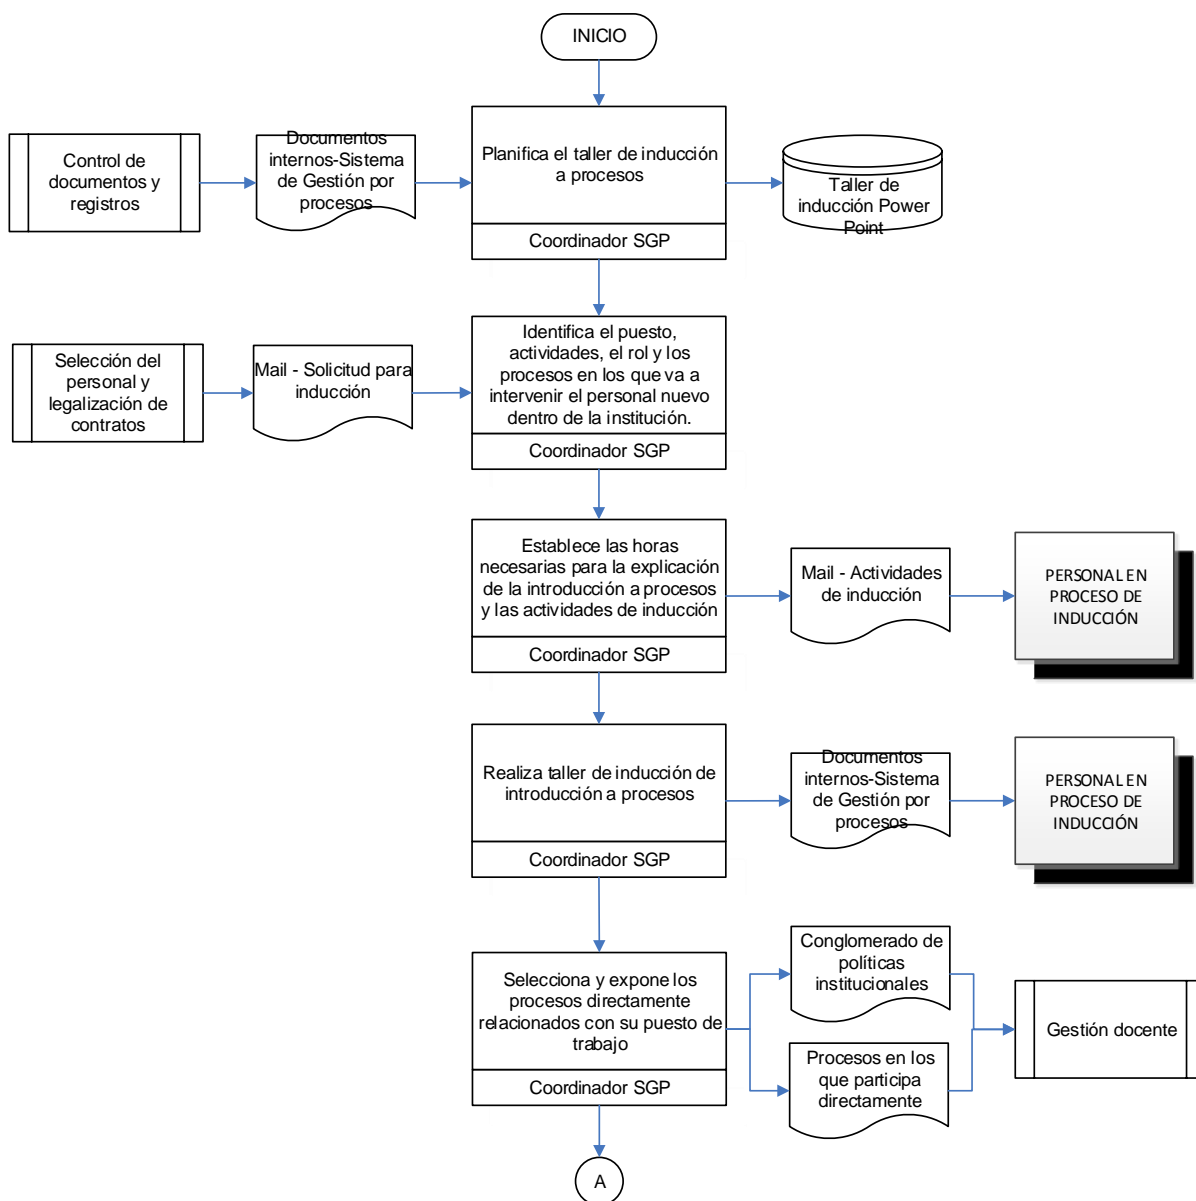 INICIO
Control de
documentos y
registros
Documentos
internos-Sistema
de Gestión por
procesos
Planifica el taller de inducción
a procesos
Coordinador SGP
Taller de
inducción Power
Point
Selección del
personal y
legalización de
contratos
Mail - Solicitud para
inducción
Identifica el puesto,
actividades, el rol y los
procesos en los que va a
intervenir el personal nuevo
dentro de la institución.
Coordinador SGP
Establece las horas
necesarias para la explicación
de la introducción a procesos
y las actividades de inducción
Coordinador SGP
Mail - Actividades
de inducción
PERSONAL EN
PROCESO DE
INDUCCIÓN
Realiza taller de inducción de
introducción a procesos
Coordinador SGP
Documentos
internos-Sistema
de Gestión por
procesos
PERSONAL EN
PROCESO DE
INDUCCIÓN
Selecciona y expone los
procesos directamente
relacionados con su puesto de
trabajo
Coordinador SGP
Conglomerado de
políticas
institucionales
Procesos en los
que participa
directamente
Gestión docente
A